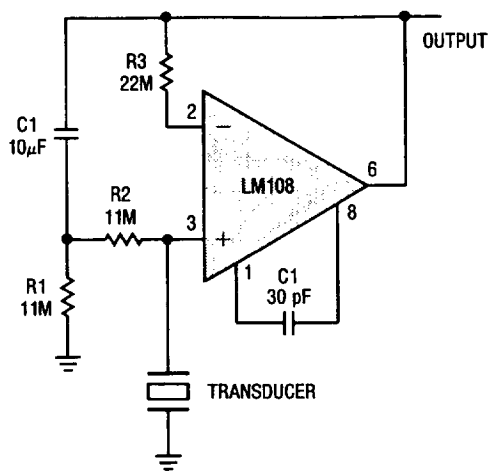 OUTPUT
R3
22M
C1
10µF
2
−
LM108
6
R2
11M
3
+
8
1
C1
30 pF
R1
11M
TRANSDUCER